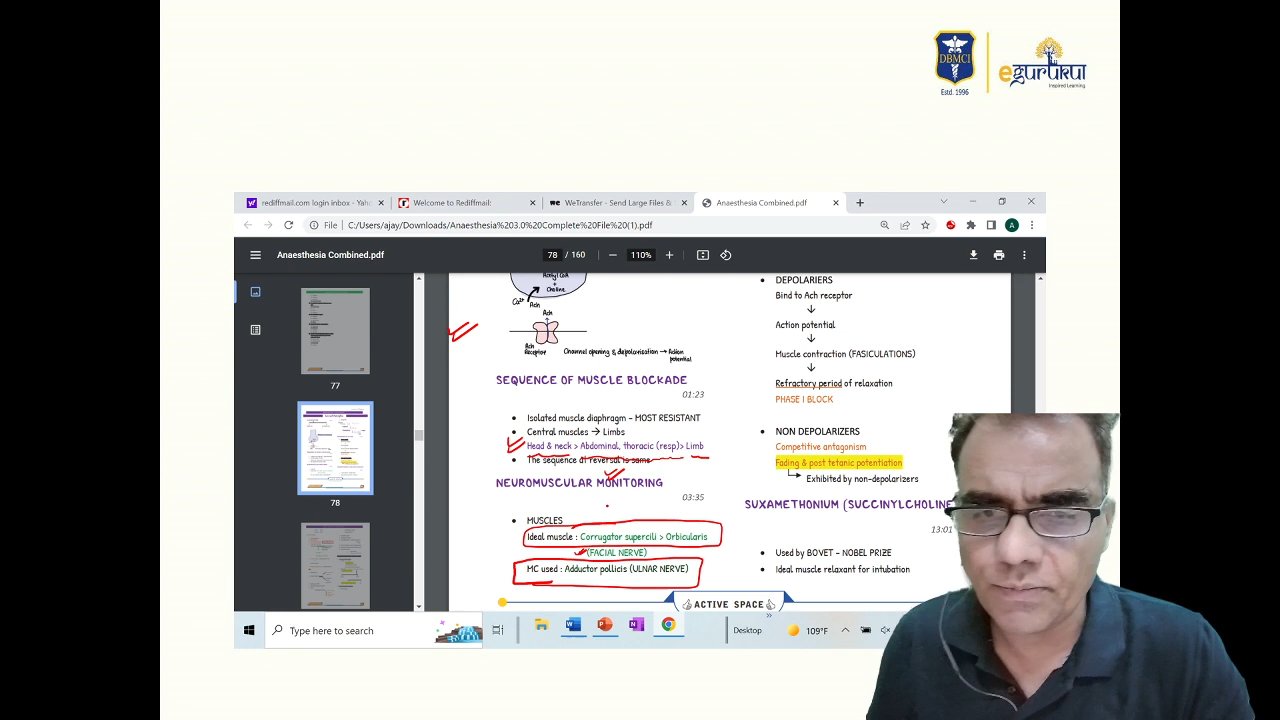 DBMCI
Estd. 1996
egurukul
Inspired Learning
rediffmail.com login inbox - Yaho
Welcome to Rediffmail:
WeTransfer - Send Large Files &
Anaesthesia Combined.pdf
File
C:/Users/ajay/Downloads/Anaesthesia%203.0%20Complete%20File%20(1).pdf
A
Anaesthesia Combined.pdf
78 / 160
110%
77
78
Acetyl CoA
+
Choline
Ca²⁺
Ach
Ach
Ach
Receptor
Channel opening & depolarisation → Action
potential
SEQUENCE OF MUSCLE BLOCKADE
01:23
• Isolated muscle diaphragm – MOST RESISTANT
• Central muscles → Limbs
Head & neck > Abdominal, thoracic (resp)> Limb
• The sequence of reversal is same
NEUROMUSCULAR MONITORING
03:35
• MUSCLES
Ideal muscle : Corrugator supercili > Orbicularis
(FACIAL NERVE)
MC used : Adductor pollicis (ULNAR NERVE)
• DEPOLARIERS
Bind to Ach receptor
↓
Action potential
↓
Muscle contraction (FASICULATIONS)
↓
Refractory period of relaxation
PHASE I BLOCK
• NON DEPOLARIZERS
Competitive antagonism
Fading & post tetanic potentiation
Exhibited by non-depolarizers
SUXAMETHONIUM (SUCCINYLCHOLINE
13:01
• Used by BOVET – NOBEL PRIZE
• Ideal muscle relaxant for intubation
ACTIVE SPACE
Type here to search
Desktop
109°F